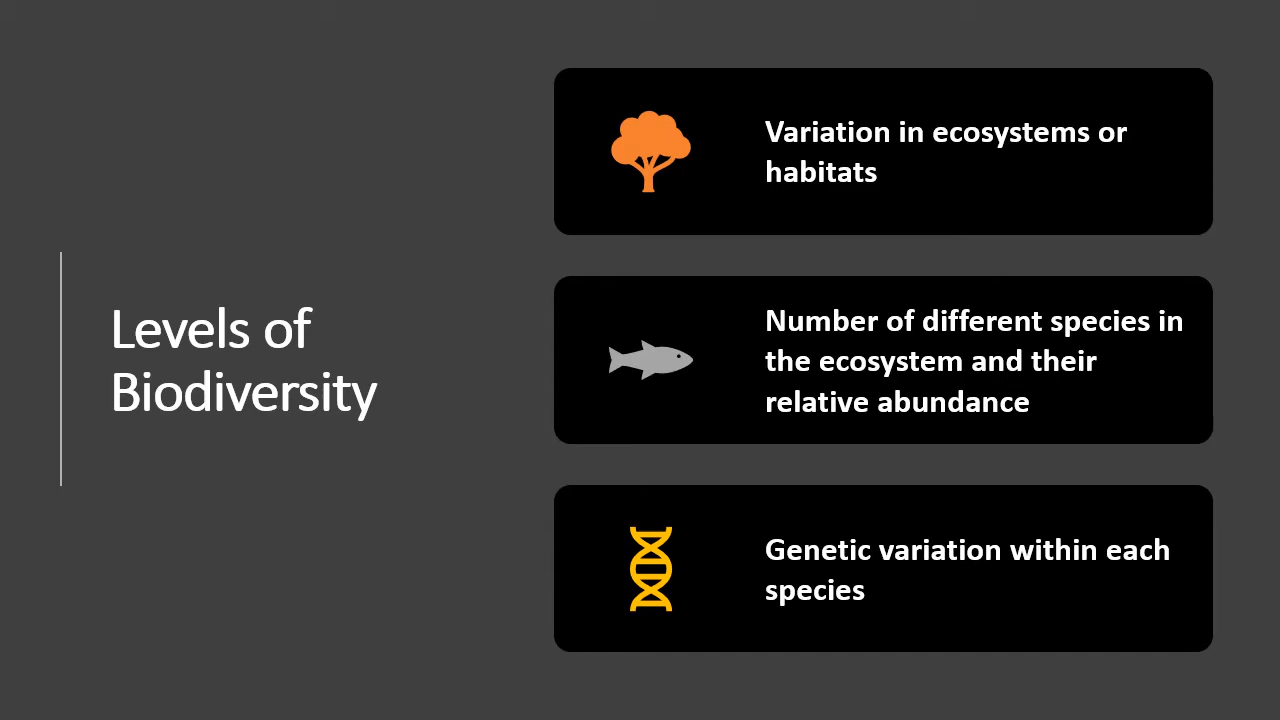 Levels of
Biodiversity
Variation in ecosystems or
habitats
Number of different species in
the ecosystem and their
relative abundance
Genetic variation within each
species